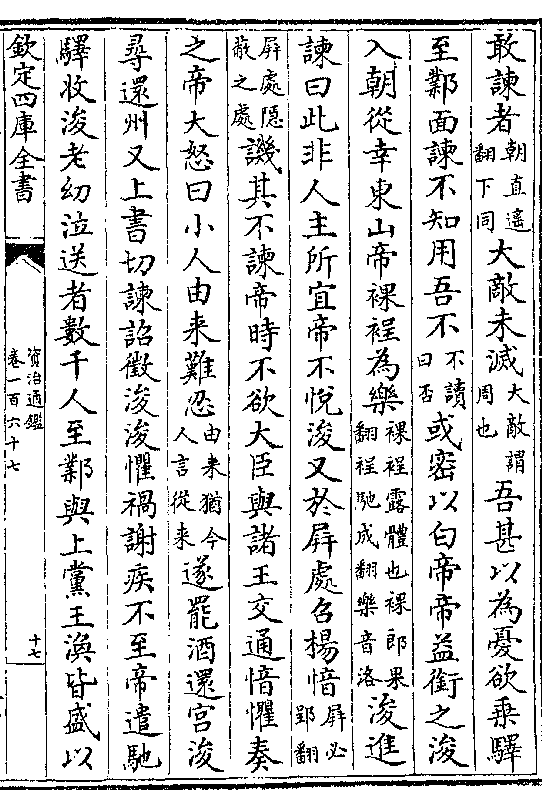 敢諫者朝直遙翻下同大敵未滅大敵謂周也吾甚以為憂欲乗驛
至鄴面諫不知用吾不不讀曰否或宻以白帝帝益銜之浚
入朝從幸東山帝裸裎為樂裸裎露體也裸郎果翻裎馳成翻樂音洛浚進
諫曰此非人主所宜帝不悦浚又於屏處召楊愔屏必郢翻
屏處隱蔽之處譏其不諫帝時不欲大臣與諸王交通愔懼奏
之帝大怒曰小人由来難忍由来猶今人言從来遂罷酒還宫浚
尋還州又上書切諫詔徵浚浚懼禍謝疾不至帝遣馳
驛收浚老幼泣送者數千人至鄴與上黨王渙皆盛以
欽定四庫全書
資治通鑑
卷一百六十七
十七